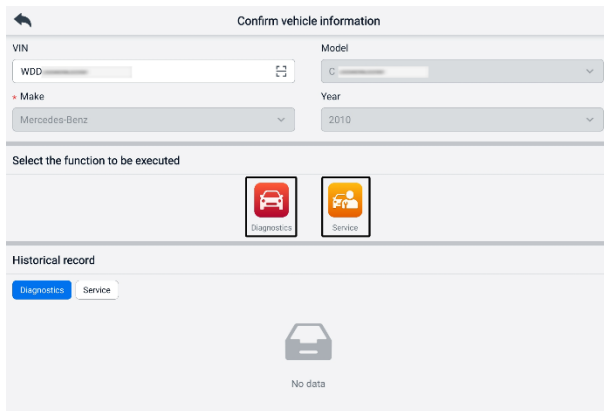 Confirm vehicle information
VIN
Model
WDD
C
* Make
Year
Mercedes-Benz
2010
Select the function to be executed
Diagnostics
Service
Historical record
Diagnostics
Service
No data